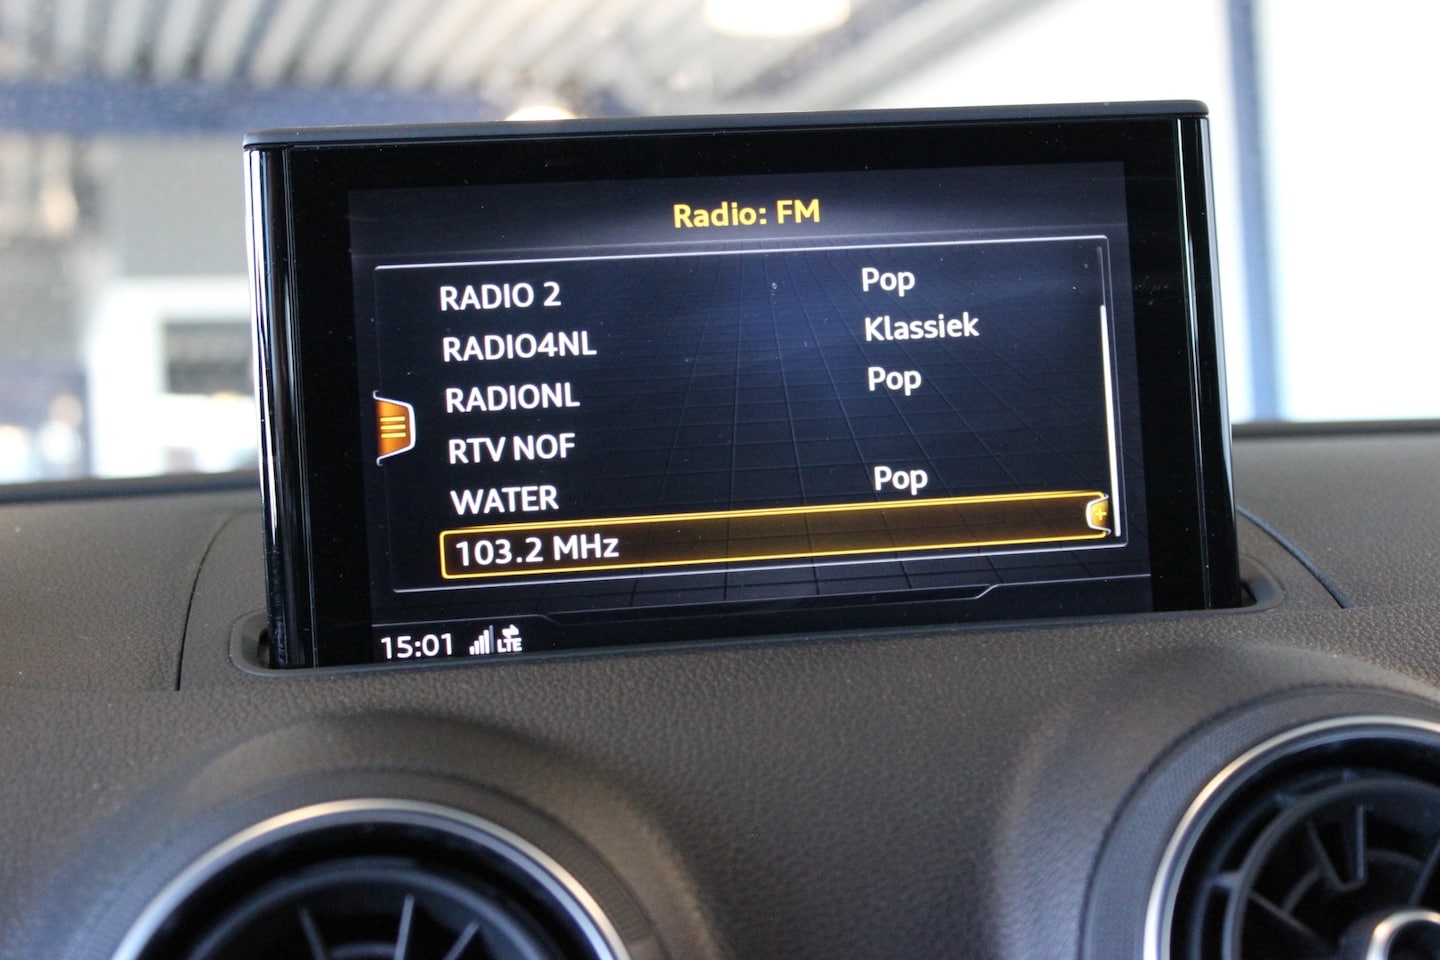 Radio: FM
RADIO 2 Pop
RADIO4NL Klassiek
RADIONL Pop
RTV NOF
WATER Pop
103.2 MHz
15:01 LTE